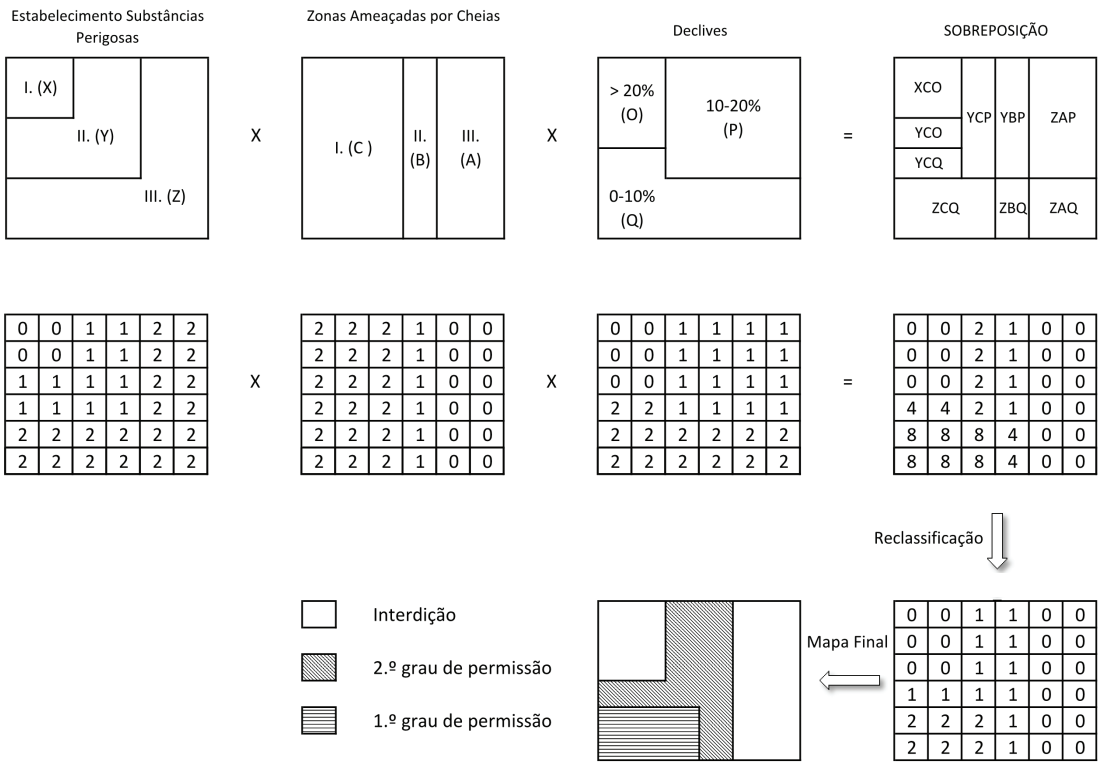 Estabelecimento Substâncias
Perigosas
Zonas Ameaçadas por Cheias
Declives
SOBREPOSIÇÃO
I. (X)
II. (Y)
III. (Z)
X
I. (C )
II.
(B)
III.
(A)
X
> 20%
(O)
10-20%
(P)
0-10%
(Q)
=
XCO
YCO
YCQ
YCP
YBP
ZAP
ZCQ
ZBQ
ZAQ
0 0 1 1 2 2
0 0 1 1 2 2
1 1 1 1 2 2
1 1 1 1 2 2
2 2 2 2 2 2
2 2 2 2 2 2
X
2 2 2 1 0 0
2 2 2 1 0 0
2 2 2 1 0 0
2 2 2 1 0 0
2 2 2 1 0 0
2 2 2 1 0 0
X
0 0 1 1 1 1
0 0 1 1 1 1
0 0 1 1 1 1
2 2 1 1 1 1
2 2 2 2 2 2
2 2 2 2 2 2
=
0 0 2 1 0 0
0 0 2 1 0 0
0 0 2 1 0 0
4 4 2 1 0 0
8 8 8 4 0 0
8 8 8 4 0 0
Reclassificação
Interdição
2.º grau de permissão
1.º grau de permissão
Mapa Final
0 0 1 1 0 0
0 0 1 1 0 0
0 0 1 1 0 0
1 1 1 1 0 0
2 2 2 1 0 0
2 2 2 1 0 0